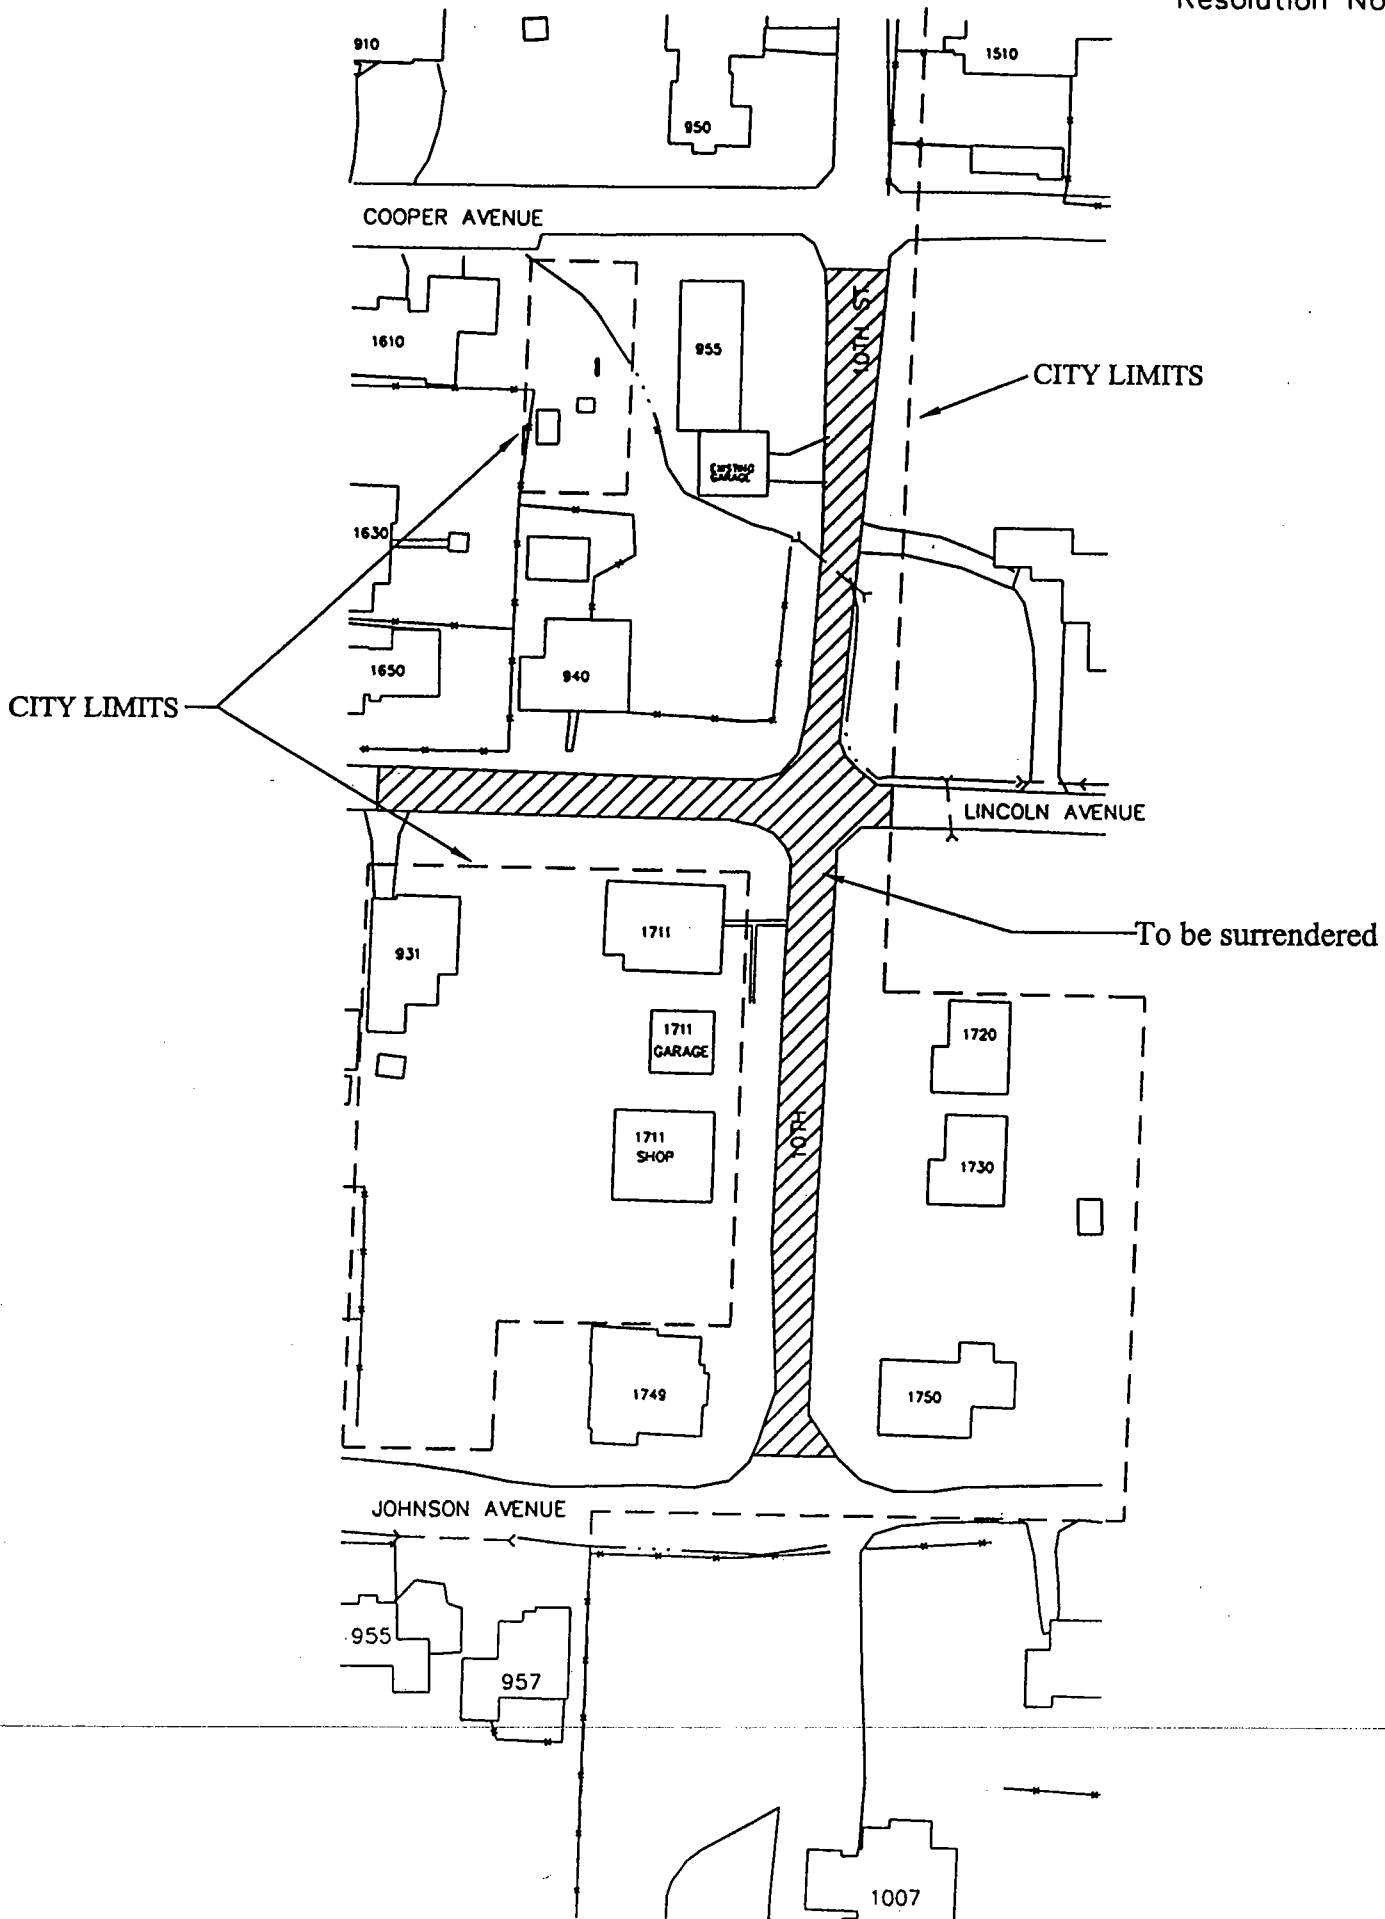 Resolution No
910
1510
950
COOPER AVENUE
10TH ST
1610
955
CITY LIMITS
EXISTING
GARAGE
1630
1650
940
CITY LIMITS
LINCOLN AVENUE
1711
931
To be surrendered
1711
GARAGE
1720
10TH
1711
SHOP
1730
1749
1750
JOHNSON AVENUE
955
957
1007